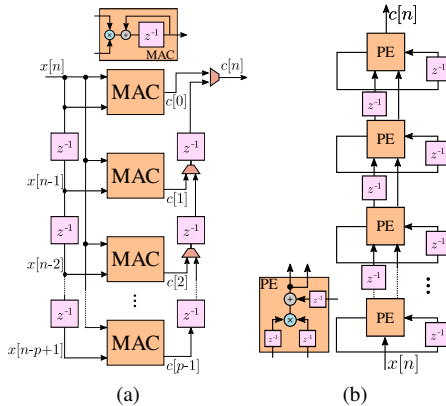 z⁻¹
MAC
x[n]
MAC
c[0]
c[n]
z⁻¹
z⁻¹
x[n-1]
MAC
c[1]
z⁻¹
z⁻¹
x[n-2]
MAC
c[2]
z⁻¹
z⁻¹
...
x[n-p+1]
MAC
c[p-1]
(a)
c[n]
PE
z⁻¹
z⁻¹
PE
z⁻¹
z⁻¹
PE
z⁻¹
z⁻¹
...
PE
z⁻¹
x[n]
PE
z⁻¹
z⁻¹
z⁻¹
(b)